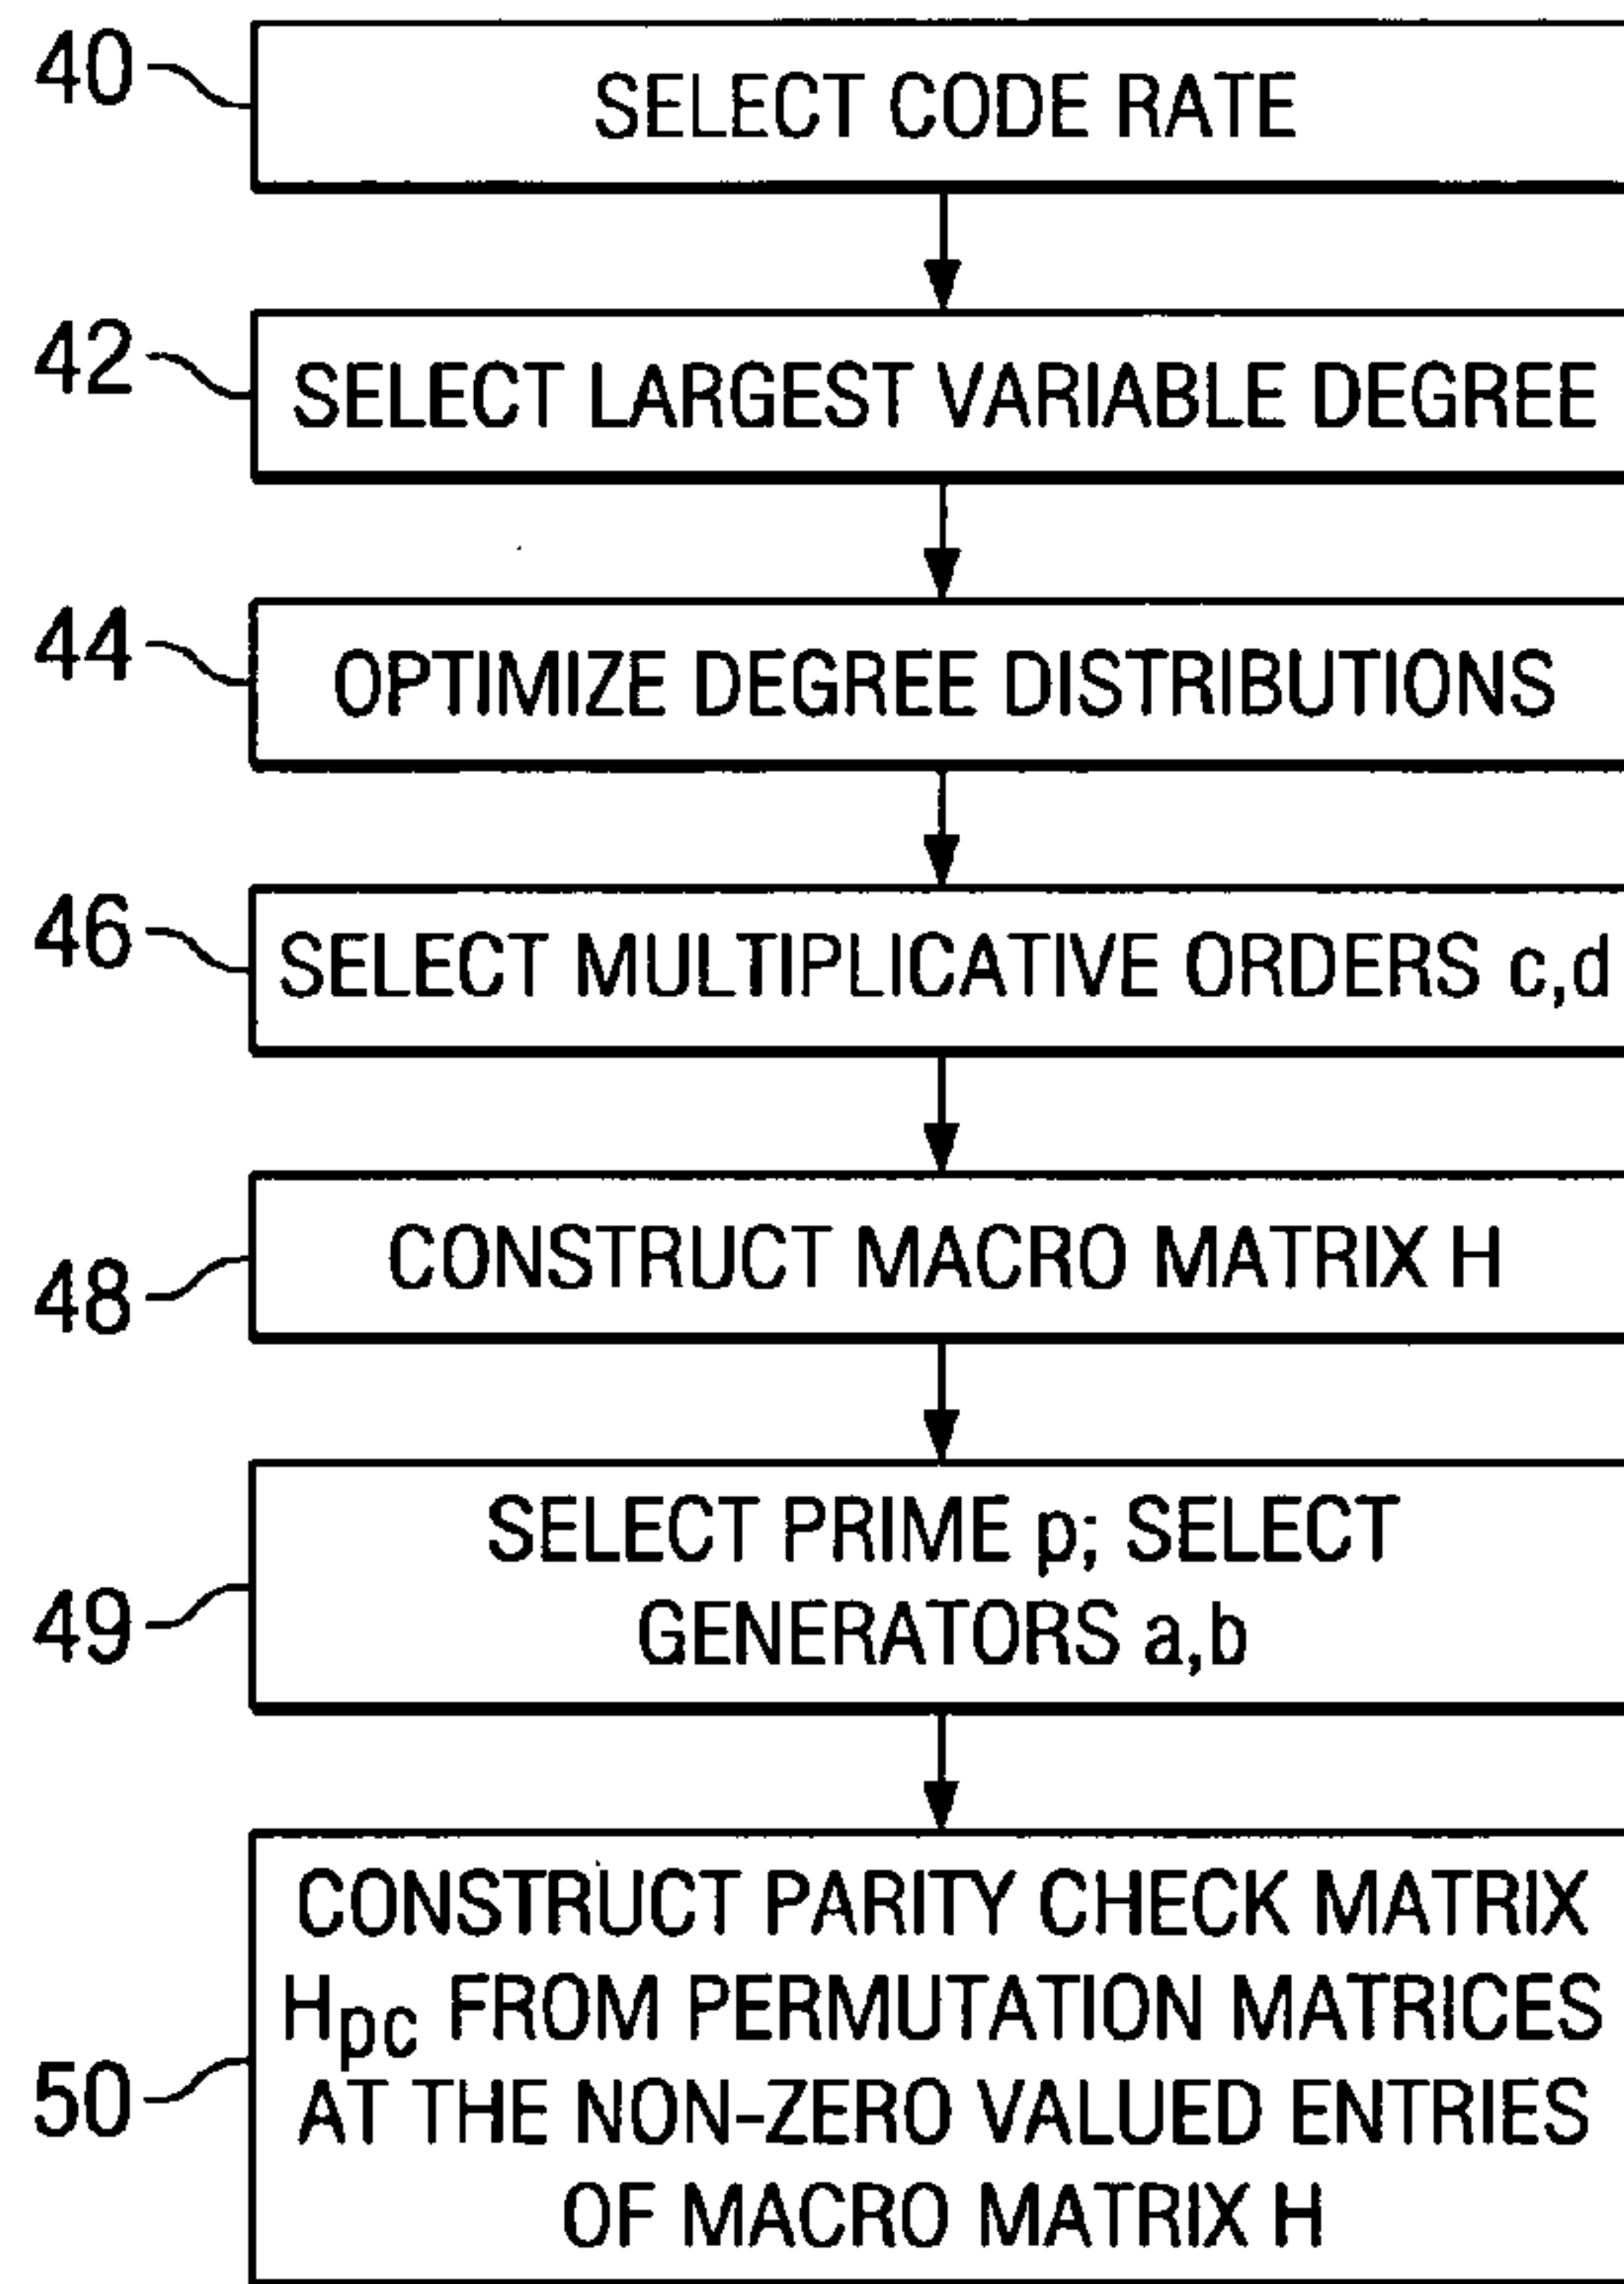 40
SELECT CODE RATE
42
SELECT LARGEST VARIABLE DEGREE
44
OPTIMIZE DEGREE DISTRIBUTIONS
46
SELECT MULTIPLICATIVE ORDERS c,d
48
CONSTRUCT MACRO MATRIX H
49
SELECT PRIME p; SELECT
GENERATORS a,b
50
CONSTRUCT PARITY CHECK MATRIX
Hpc FROM PERMUTATION MATRICES
AT THE NON-ZERO VALUED ENTRIES
OF MACRO MATRIX H